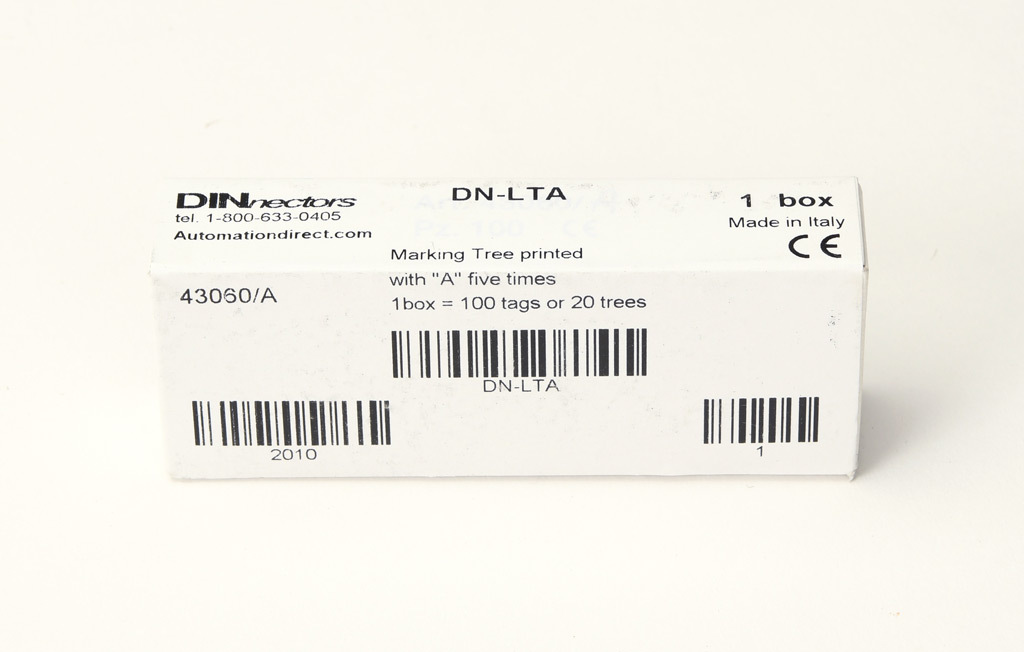 DINnectors
tel. 1-800-633-0405
Automationdirect.com
DN-LTA
1 box
Made in Italy
CE
Marking Tree printed
with "A" five times
1box = 100 tags or 20 trees
43060/A
DN-LTA
2010
1